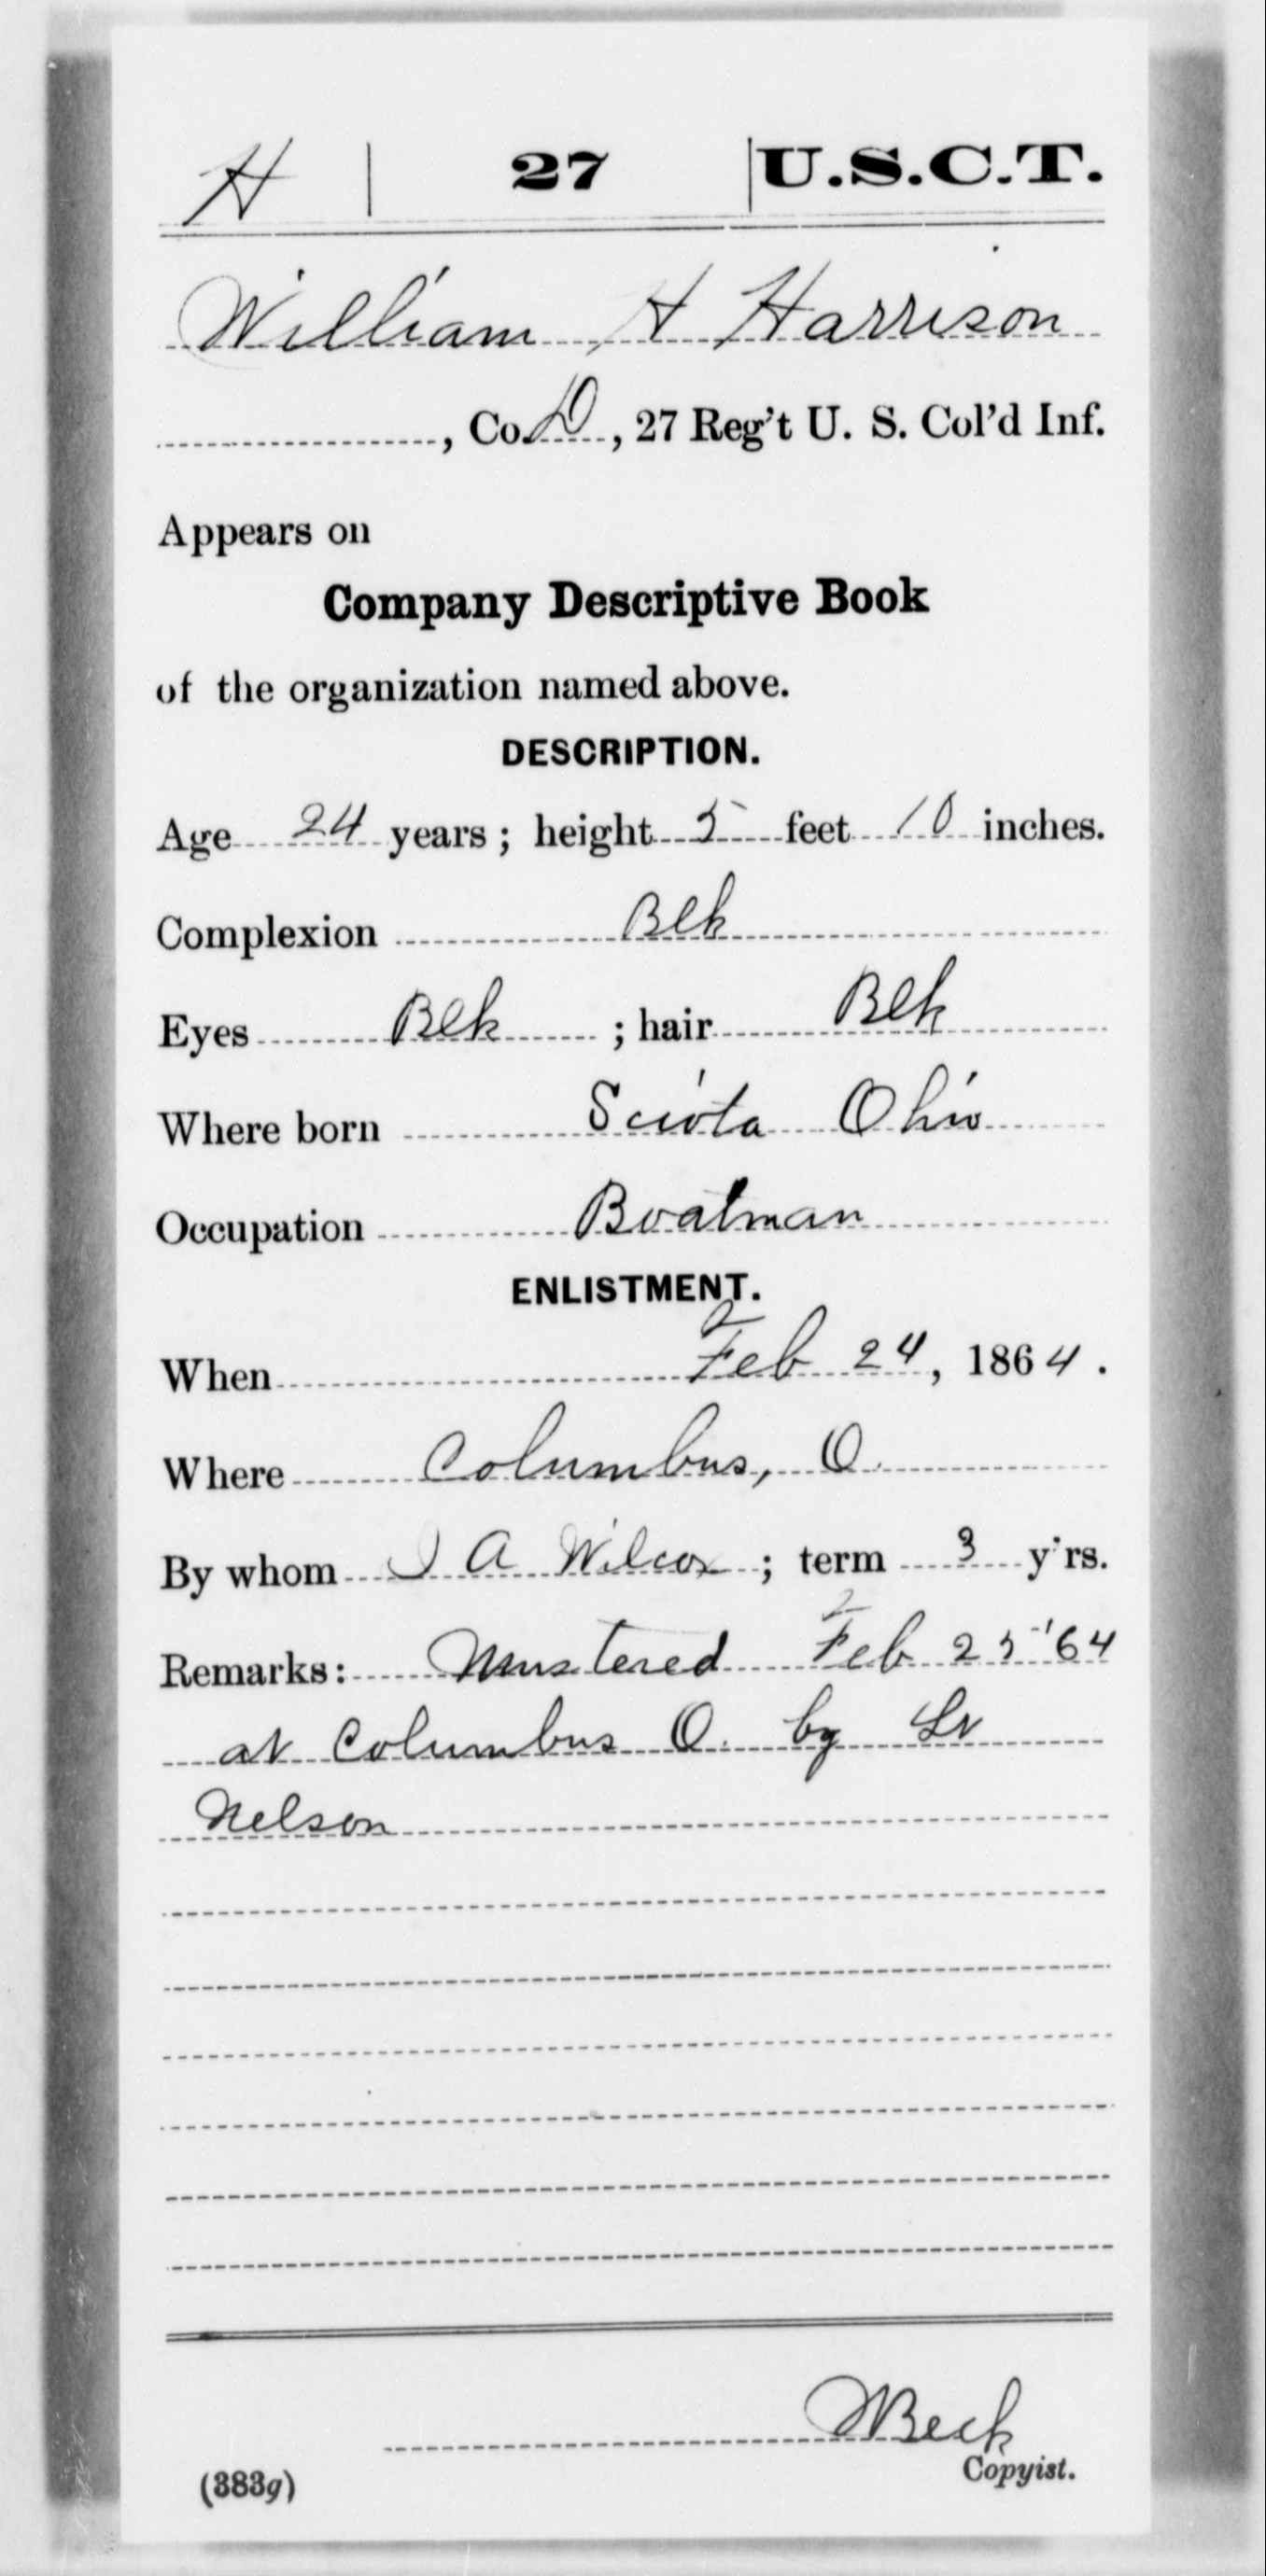 H | 27 | U.S.C.T.
William H Harrison
, Co. D, 27 Reg't U. S. Col'd Inf.
Appears on
Company Descriptive Book
of the organization named above.
DESCRIPTION.
Age 24 years; height 5 feet 10 inches.
Complexion Blk
Eyes Blk; hair Blk
Where born Sciota Ohio
Occupation Boatman
ENLISTMENT.
When Feb 24, 1864.
Where Columbus, O.
By whom J A Wilcox; term 3 y'rs.
Remarks: Mustered Feb 25 '64
at Columbus O. by Lt
Nelson
Beck
Copyist.
(383g)